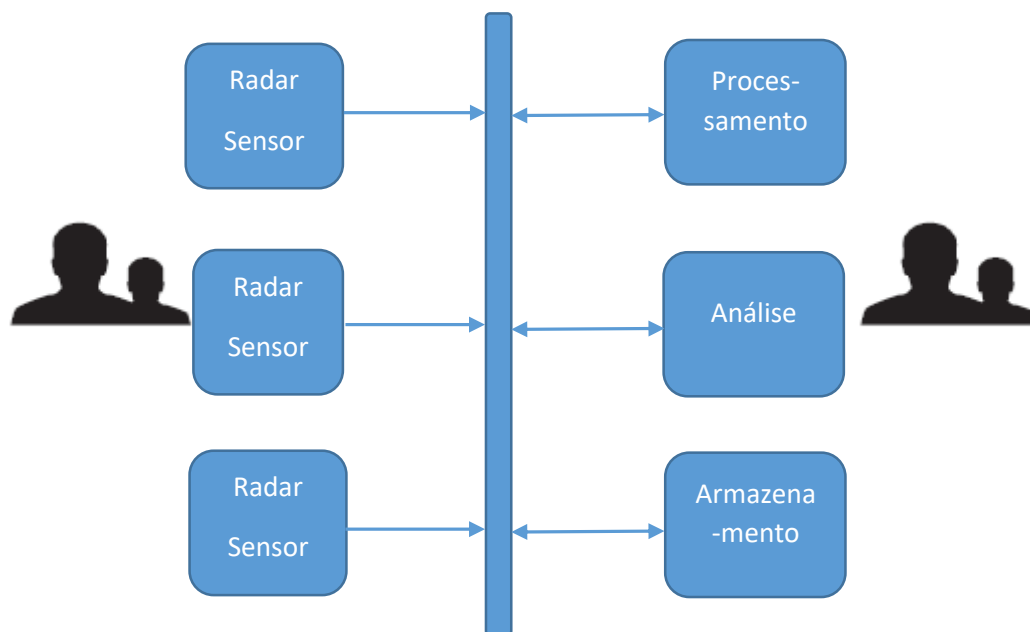 Radar
Sensor
Proces-
samento
Radar
Sensor
Análise
Radar
Sensor
Armazena
-mento